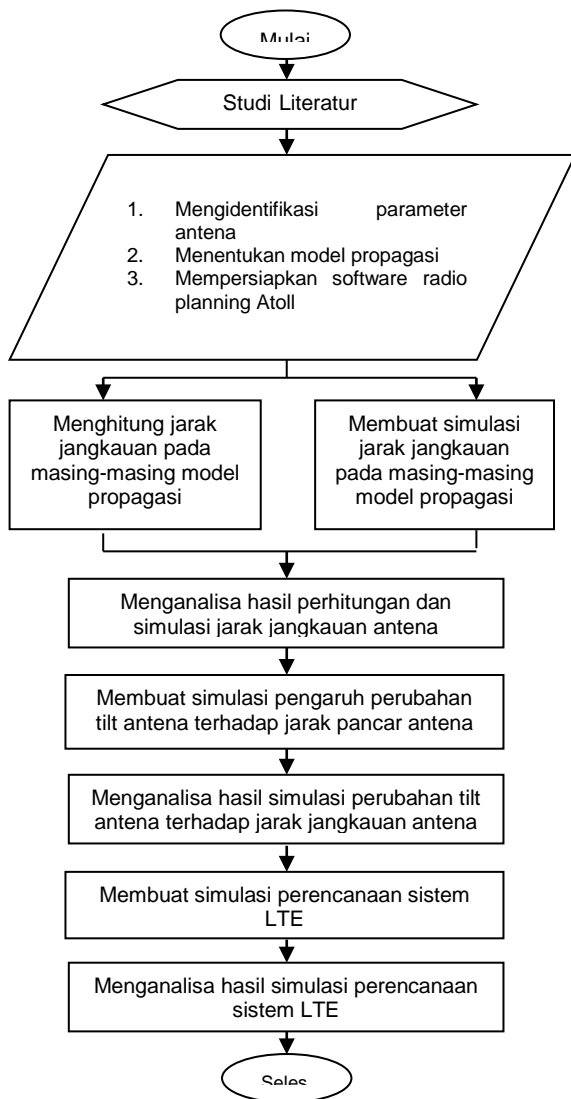 Mulai
Studi Literatur
1. Mengidentifikasi parameter
antena
2. Menentukan model propagasi
3. Mempersiapkan software radio
planning Atoll
Menghitung jarak
jangkauan pada
masing-masing model
propagasi
Membuat simulasi
jarak jangkauan
pada masing-masing
model propagasi
Menganalisa hasil perhitungan dan
simulasi jarak jangkauan antena
Membuat simulasi pengaruh perubahan
tilt antena terhadap jarak pancar antena
Menganalisa hasil simulasi perubahan tilt
antena terhadap jarak jangkauan antena
Membuat simulasi perencanaan sistem
LTE
Menganalisa hasil simulasi perencanaan
sistem LTE
Seles